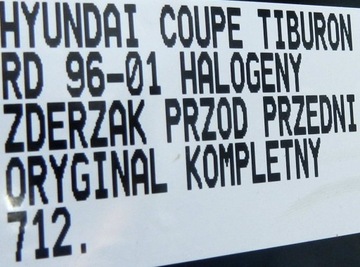 HYUNDAI COUPE TIBURON
RD 96-01 HALOGENY
ZDERZAK PRZOD PRZEDNI
ORYGINAL KOMPLETNY
712.